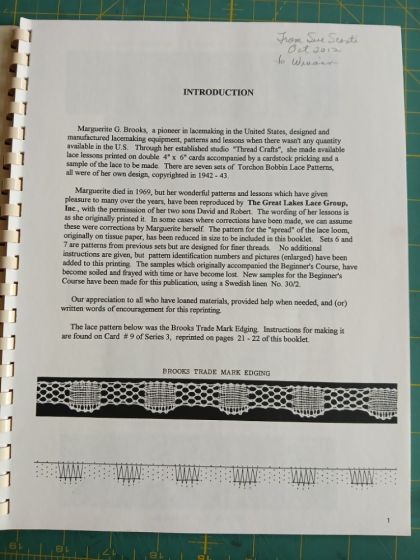 From Sue Scouts
Oct 2012
to
INTRODUCTION
Marguerite G. Brooks, a pioneer in lacemaking in the United States, designed and
manufactured lacemaking equipment, patterns and lessons when there wasn't any quantity
available in the U.S. Through her established studio "Thread Crafts", she made available
lace lessons printed on double 4" x 6" cards accompanied by a cardstock pricking and a
sample of the lace to be made. There are seven sets of Torchon Bobbin Lace Patterns,
all were of her own design, copyrighted in 1942 - 43.
Marguerite died in 1969, but her wonderful patterns and lessons which have given
pleasure to many over the years, have been reproduced by The Great Lakes Lace Group,
Inc., with the permisssion of her two sons David and Robert. The wording of her lessons is
as she originally printed it. In some cases where corrections have been made, we can assume
these were corrections by Marguerite herself. The pattern for the "spread" of the lace loom,
originally on tissue paper, has been reduced in size to be included in this booklet. Sets 6 and
7 are patterns from previous sets but are designed for finer threads. No additional
instructions are given, but pattern identification numbers and pictures (enlarged) have been
added to this printing. The samples which originally accompanied the Beginner's Course, have
become soiled and frayed with time or have become lost. New samples for the Beginner's
Course have been made for this publication, using a Swedish linen No. 30/2.
Our appreciation to all who have loaned materials, provided help when needed, and (or)
written words of encouragement for this reprinting.
The lace pattern below was the Brooks Trade Mark Edging. Instructions for making it
are found on Card # 9 of Series 3, reprinted on pages 21 - 22 of this booklet.
BROOKS TRADE MARK EDGING
1